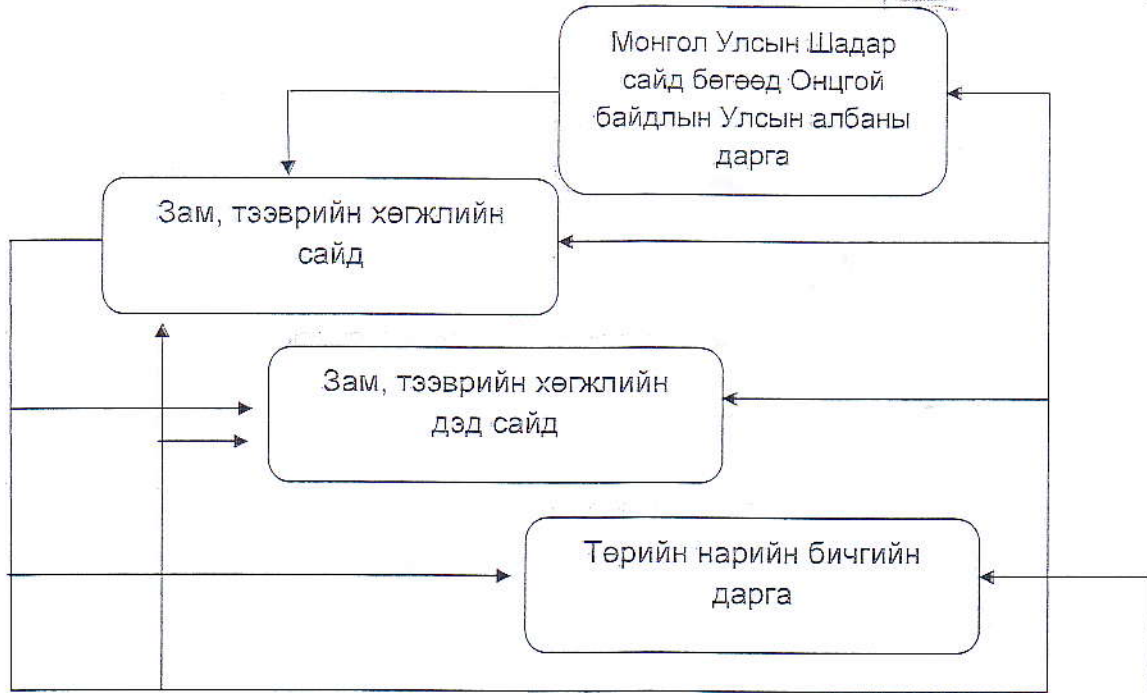 Монгол Улсын Шадар
сайд бөгөөд Онцгой
байдлын Улсын албаны
дарга
Зам, тээврийн хөгжлийн
сайд
Зам, тээврийн хөгжлийн
дэд сайд
Төрийн нарийн бичгийн
дарга